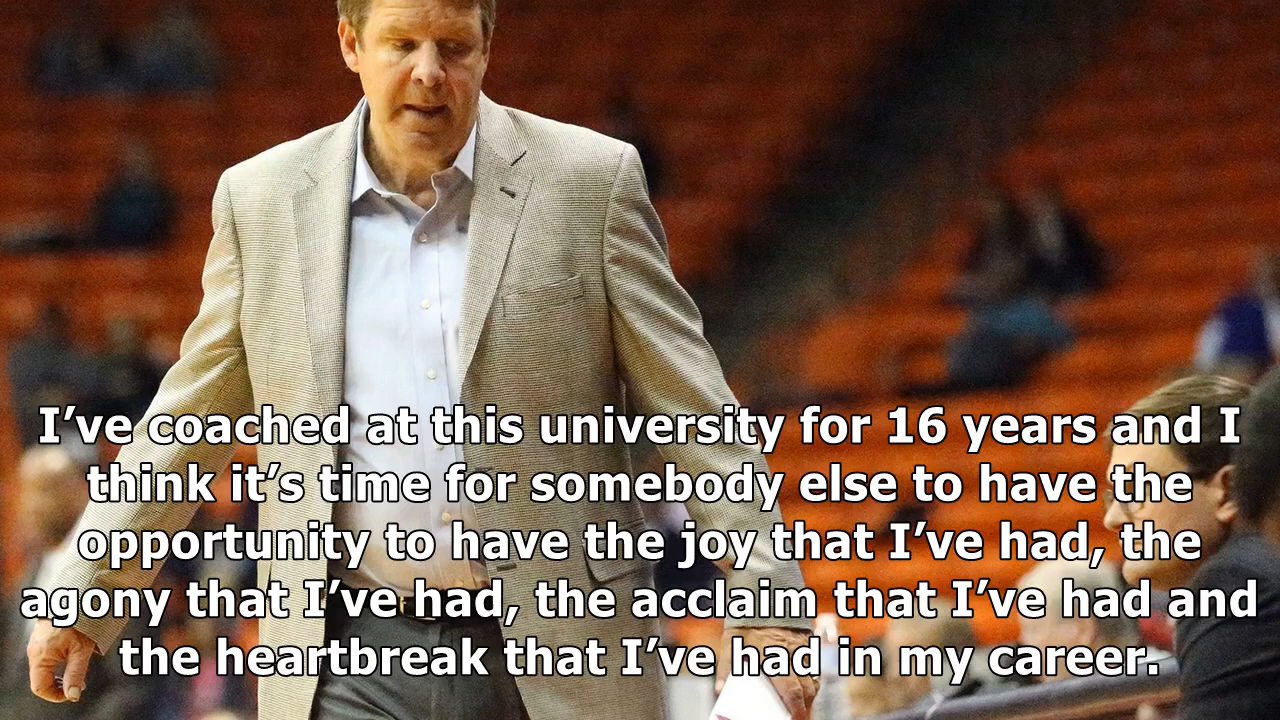 I’ve coached at this university for 16 years and I
think it’s time for somebody else to have the
opportunity to have the joy that I’ve had, the
agony that I’ve had, the acclaim that I’ve had and
the heartbreak that I’ve had in my career.